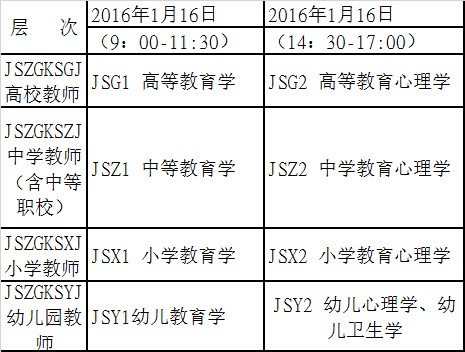 层 次
2016年1月16日
2016年1月16日
（9：00-11:30）
（14：30-17:00）
JSZGKSGJ
高校教师
JSG1 高等教育学
JSG2 高等教育心理学
JSZGKSZJ
中学教师
（含中等
职校）
JSZ1 中等教育学
JSZ2 中学教育心理学
JSZGKSXJ
小学教师
JSX1 小学教育学
JSX2 小学教育心理学
JSZGKSYJ
幼儿园教
师
JSY1幼儿教育学
JSY2 幼儿心理学、幼
儿卫生学